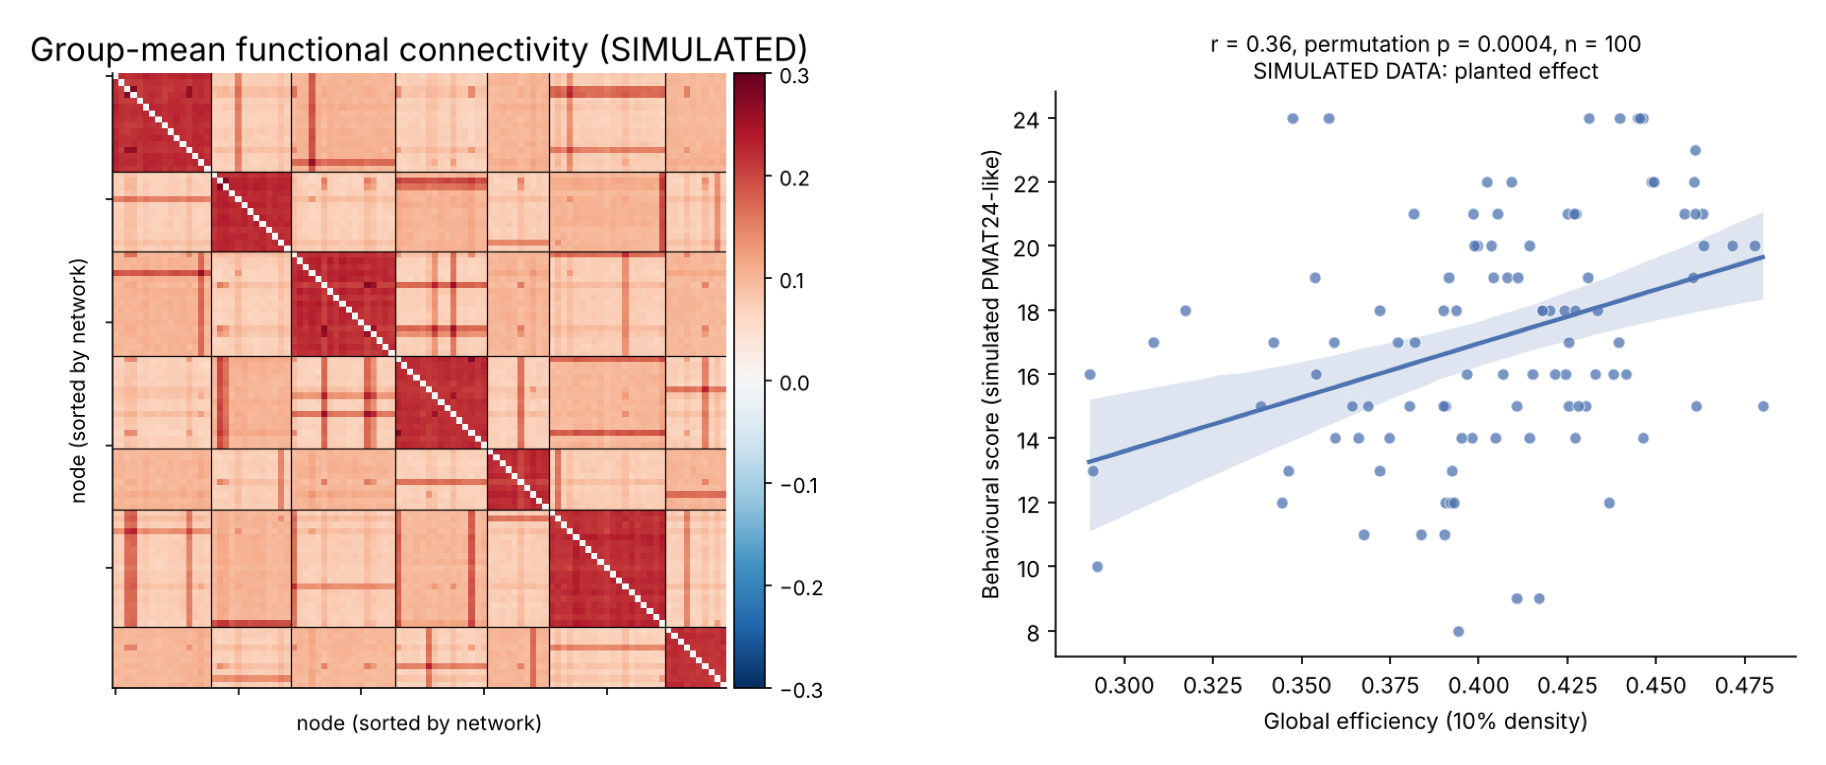 Group-mean functional connectivity (SIMULATED)
node (sorted by network)
node (sorted by network)
0.3
0.2
0.1
0.0
−0.1
−0.2
−0.3
r = 0.36, permutation p = 0.0004, n = 100
SIMULATED DATA: planted effect
Behavioural score (simulated PMAT24-like)
24
22
20
18
16
14
12
10
8
0.300 0.325 0.350 0.375 0.400 0.425 0.450 0.475
Global efficiency (10% density)